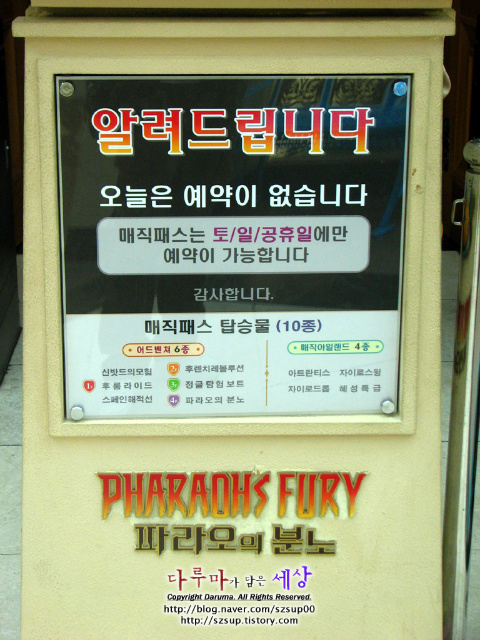 알려드립니다
오늘은 예약이 없습니다
매직패스는 토/일/공휴일에만
예약이 가능합니다
감사합니다.
매직패스 탑승물 (10종)
어드벤쳐 6종
매직아일랜드 4종
신밧드의모험
후렌치레볼루션
아트란티스 자이로스윙
1F 후룸라이드
3F 정글탐험보트
자이로드롭 혜성특급
스페인해적선
4F 파라오의 분노
PHARAOHS FURY
파라오의 분노
다루마가 담은 세상
Copyright Daruma. All Rights Reserved.
http://blog.naver.com/szsup00
http://szsup.tistory.com